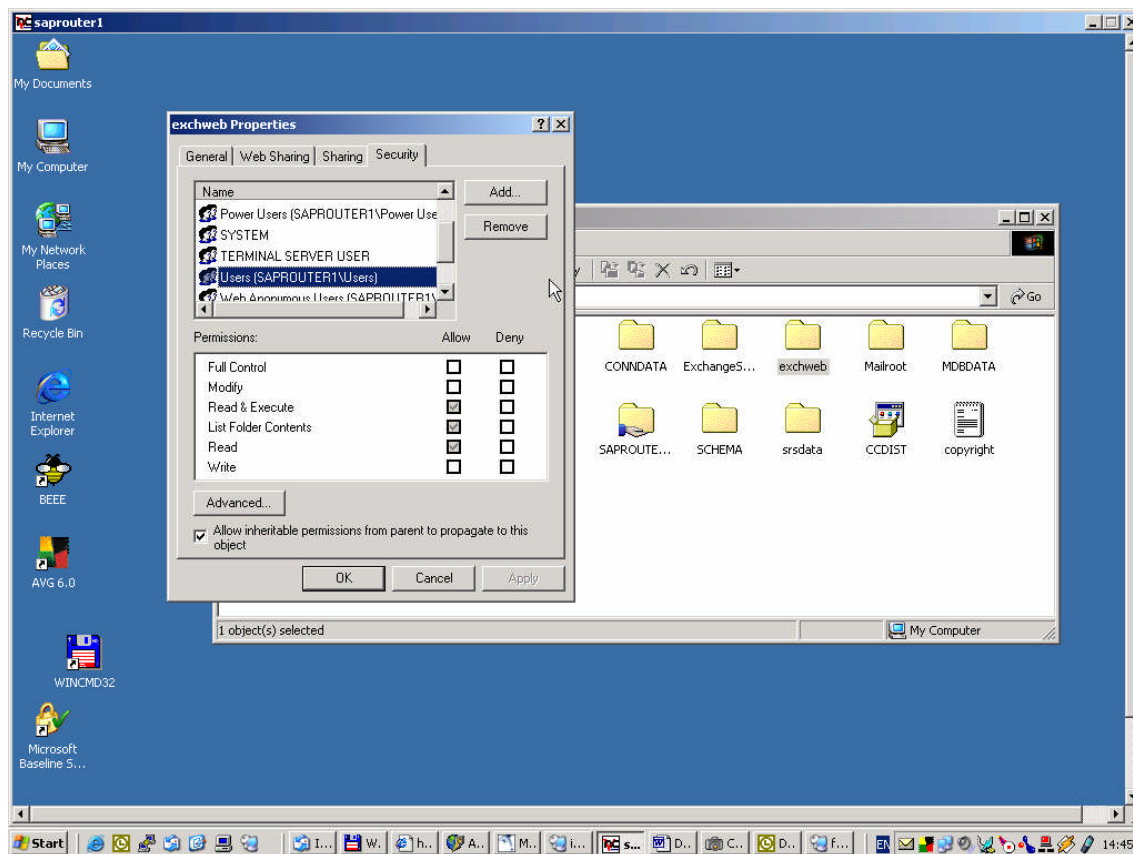 saprouter1
My Documents
My Computer
My Network
Places
Recycle Bin
Internet
Explorer
BEEE
AVG 6.0
WINCMD32
Microsoft
Baseline S...
exchweb Properties
General
Web Sharing
Sharing
Security
Name
Add...
Remove
Power Users (SAPROUTER1\Power Use
SYSTEM
TERMINAL SERVER USER
Users (SAPROUTER1\Users)
Web Anonumous Users (SAPROUTER1\
Permissions:
Allow
Deny
Full Control
Modify
Read & Execute
List Folder Contents
Read
Write
Advanced...
Allow inheritable permissions from parent to propagate to this
object
OK
Cancel
Apply
Go
CONNDATA
ExchangeS...
exchweb
Mailroot
MDBDATA
SAPROUTE...
SCHEMA
srsdata
CCDIST
copyright
1 object(s) selected
My Computer
Start
I...
W.
h..
A..
M..
i...
s...
D..
C..
D..
f...
EN
14:45